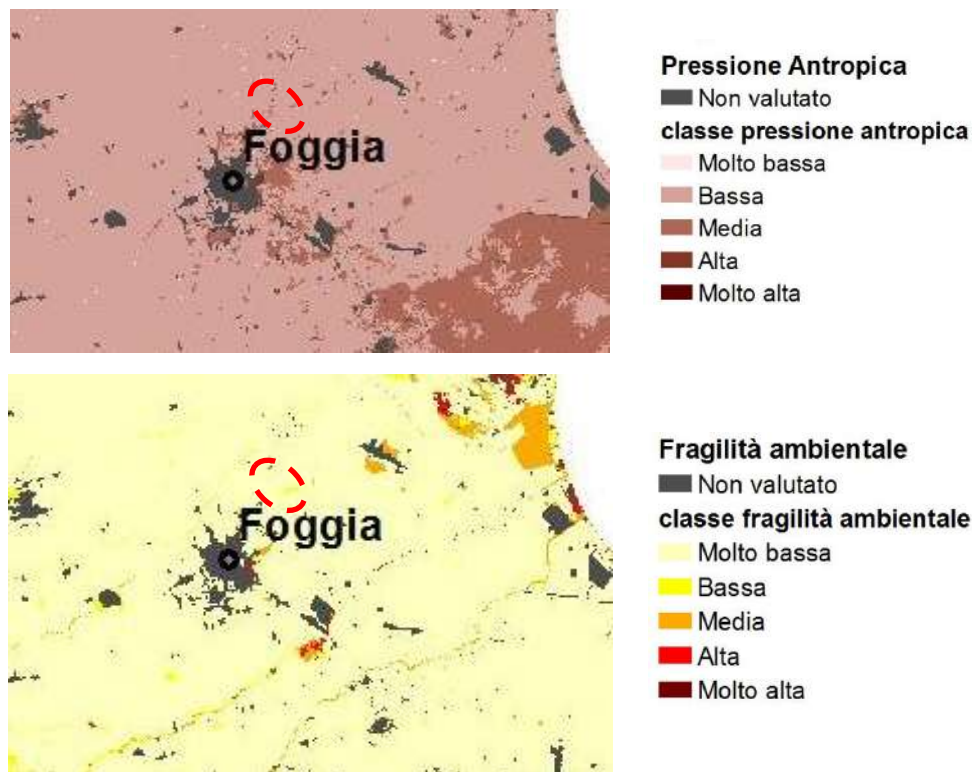 Foggia
Pressione Antropica
Non valutato
classe pressione antropica
Molto bassa
Bassa
Media
Alta
Molto alta
Foggia
Fragilità ambientale
Non valutato
classe fragilità ambientale
Molto bassa
Bassa
Media
Alta
Molto alta